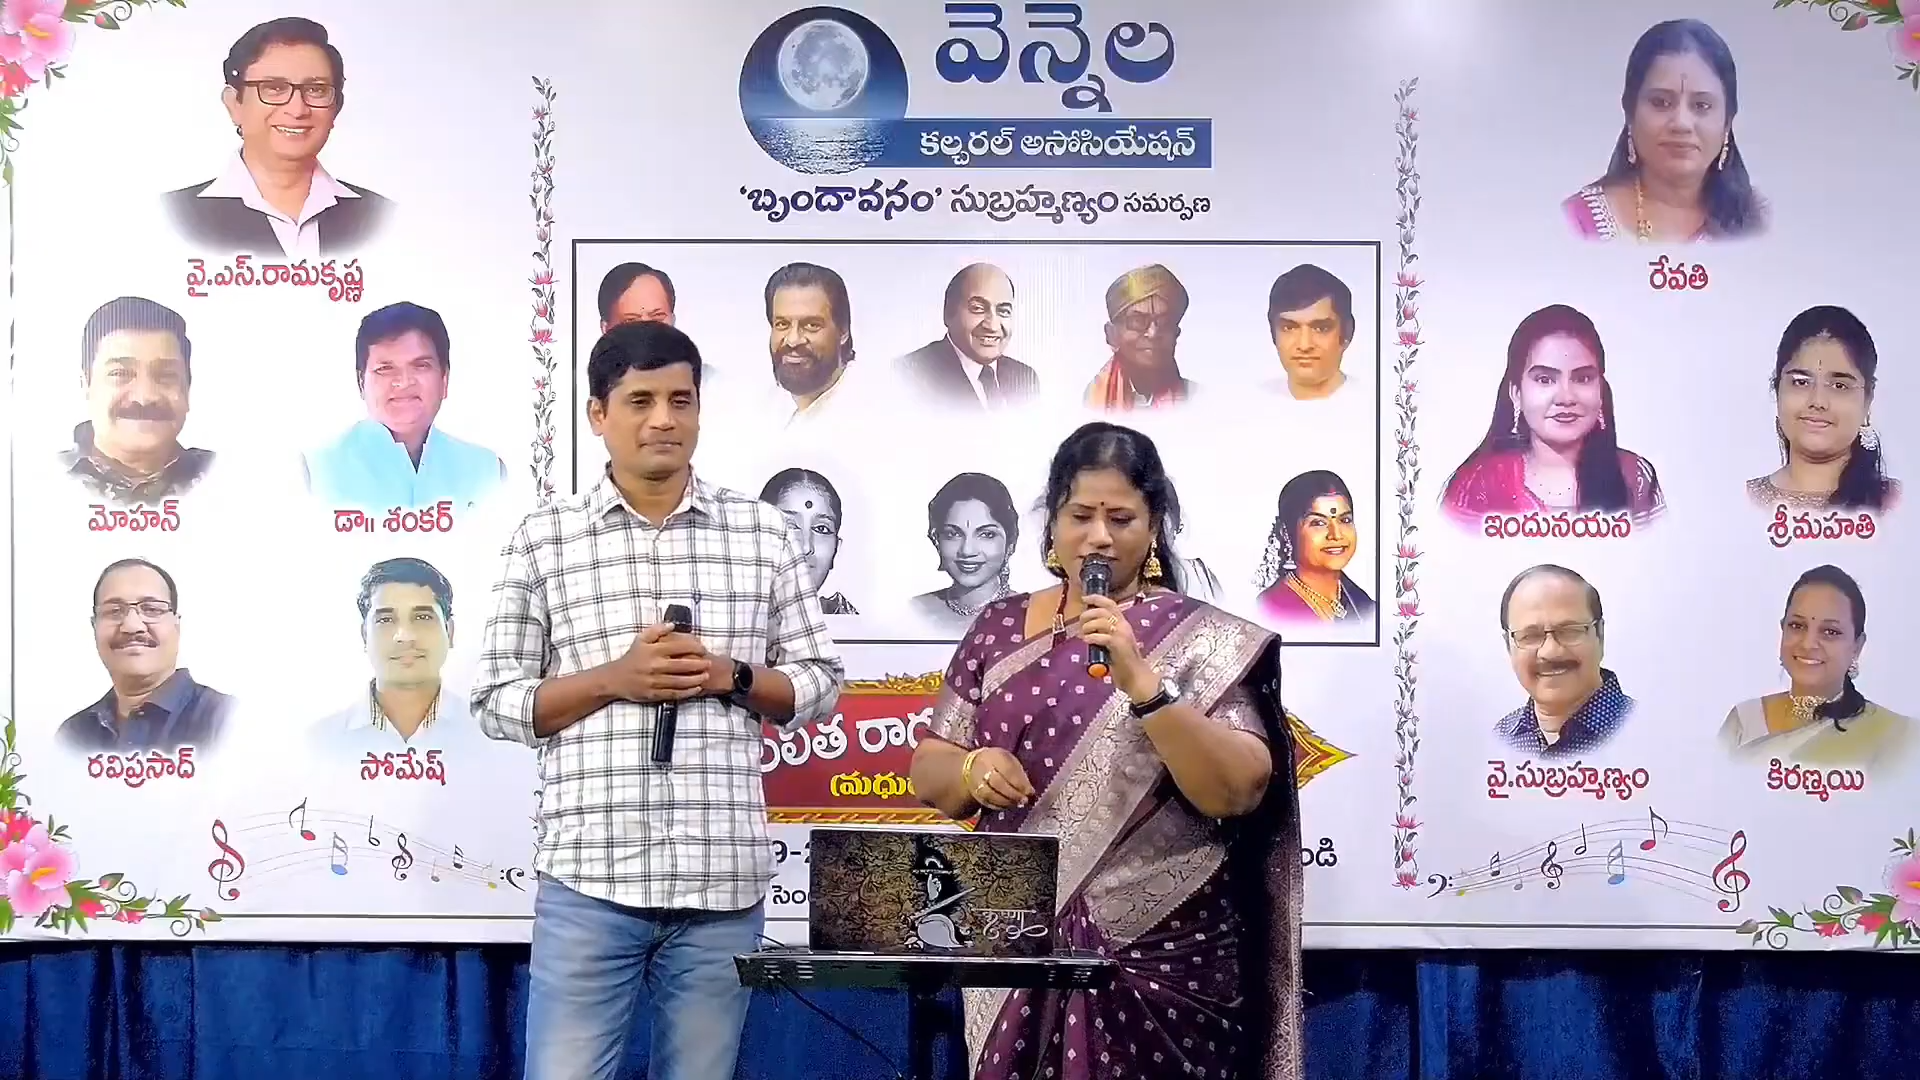 వెన్నెల
కల్చరల్ అసోసియేషన్
'బృందావనం' సుబ్రహ్మణ్యం సమర్పణ
వై.ఎస్.రామకృష్ణ
రేవతి
మోహన్
డా॥ శంకర్
ఇందునయన
శ్రీమహతి
రవిప్రసాద్
సోమేష్
వై.సుబ్రహ్మణ్యం
కిరణ్మయి